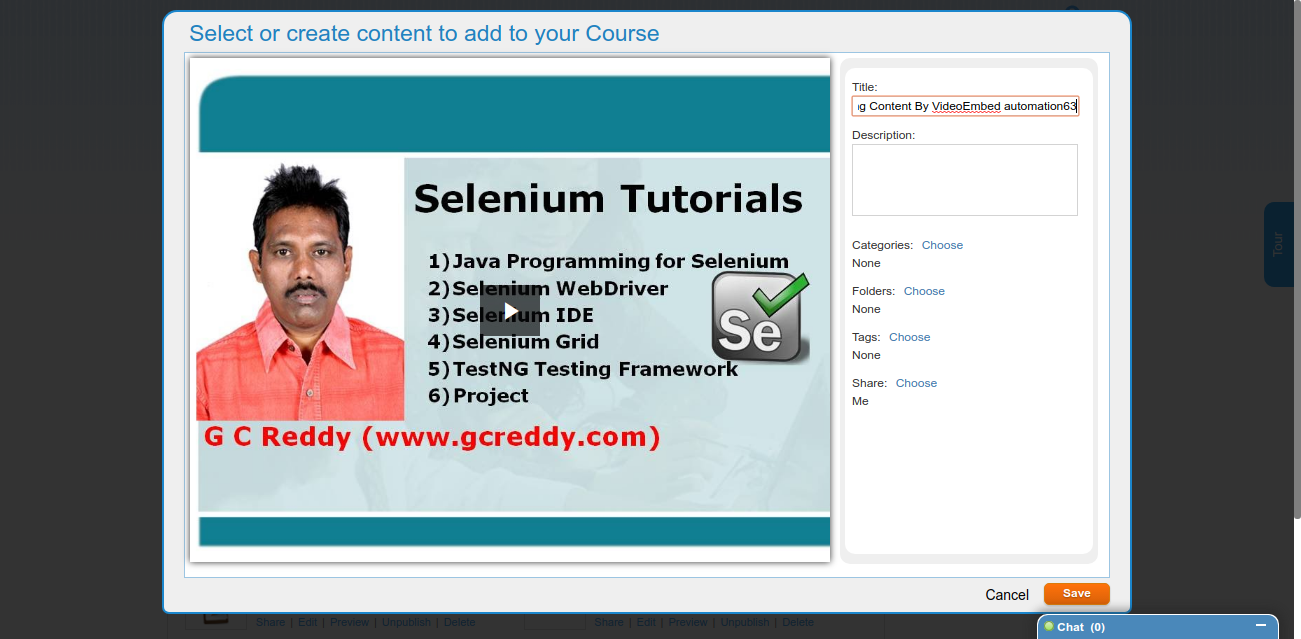 Select or create content to add to your Course
Selenium Tutorials
1)Java Programming for Selenium
2)Selenium WebDriver
3)Selenium IDE
4)Selenium Grid
5)TestNG Testing Framework
6)Project
Se
G C Reddy (www.gcreddy.com)
Title:
g Content By VideoEmbed automation63
Description:
Categories: Choose
None
Folders: Choose
None
Tags: Choose
None
Share: Choose
Me
Tour
Cancel Save
Share | Edit | Preview | Unpublish | Delete Share | Edit | Preview | Unpublish | Delete
Chat (0)